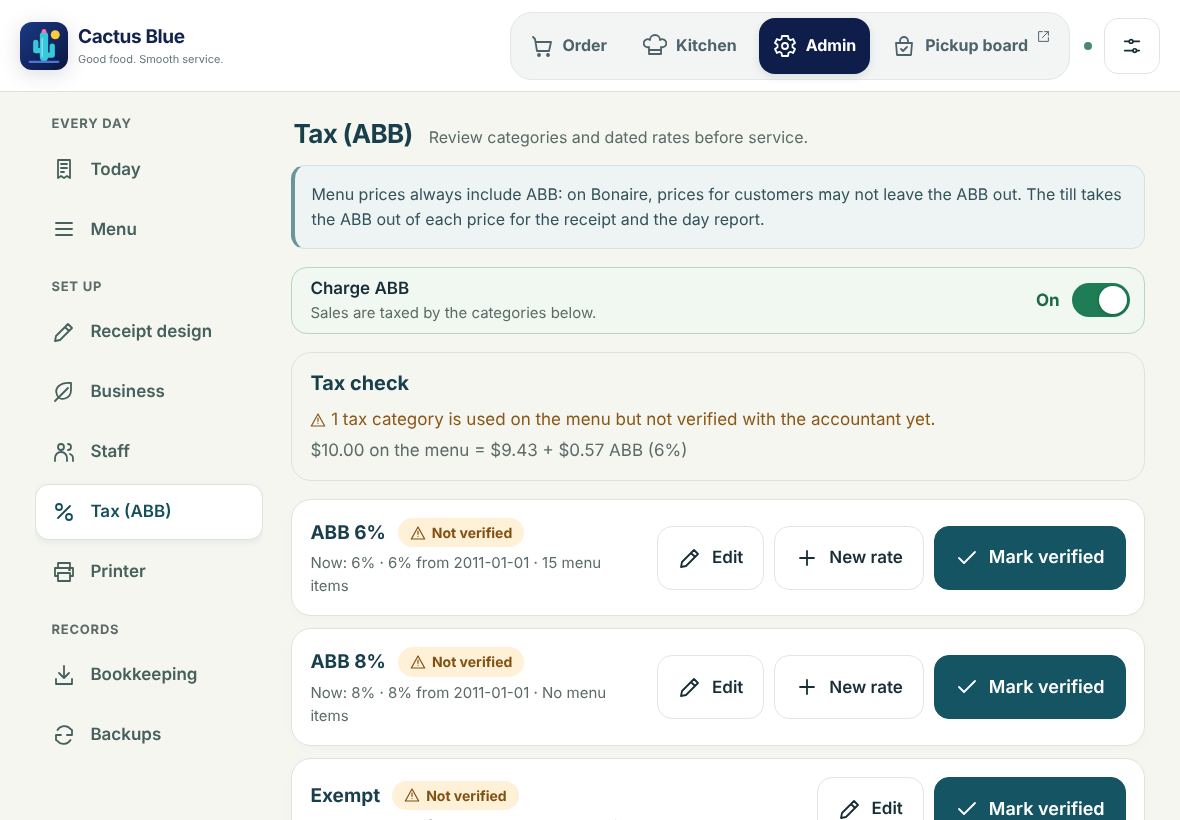 Cactus Blue
Good food. Smooth service.
Order
Kitchen
Admin
Pickup board
EVERY DAY
Today
Menu
SET UP
Receipt design
Business
Staff
Tax (ABB)
Printer
RECORDS
Bookkeeping
Backups
Tax (ABB)
Review categories and dated rates before service.
Menu prices always include ABB: on Bonaire, prices for customers may not leave the ABB out. The till takes
the ABB out of each price for the receipt and the day report.
Charge ABB
Sales are taxed by the categories below.
On
Tax check
1 tax category is used on the menu but not verified with the accountant yet.
$10.00 on the menu = $9.43 + $0.57 ABB (6%)
ABB 6%
Not verified
Now: 6% · 6% from 2011-01-01 · 15 menu
items
Edit
New rate
Mark verified
ABB 8%
Not verified
Now: 8% · 8% from 2011-01-01 · No menu
items
Edit
New rate
Mark verified
Exempt
Not verified
Edit
Mark verified